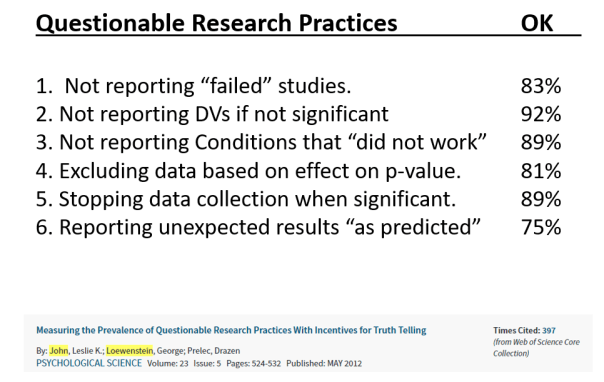 Questionable Research Practices OK
1. Not reporting “failed” studies. 83%
2. Not reporting DVs if not significant 92%
3. Not reporting Conditions that “did not work” 89%
4. Excluding data based on effect on p-value. 81%
5. Stopping data collection when significant. 89%
6. Reporting unexpected results “as predicted” 75%
Measuring the Prevalence of Questionable Research Practices With Incentives for Truth Telling
By: John, Leslie K.; Loewenstein, George; Prelec, Drazen
PSYCHOLOGICAL SCIENCE Volume: 23 Issue: 5 Pages: 524-532 Published: MAY 2012
Times Cited: 397
(from Web of Science Core
Collection)